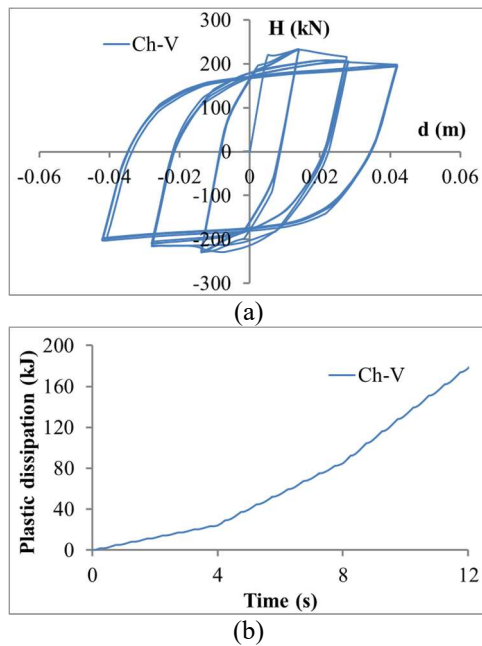 300
H (kN)
Ch-V
200
100
d (m)
0
-0.06 -0.04 -0.02 0 0.02 0.04 0.06
-100
-200
-300
(a)
200
Plastic dissipation (kJ)
Ch-V
160
120
80
40
0
0 4 8 12
Time (s)
(b)